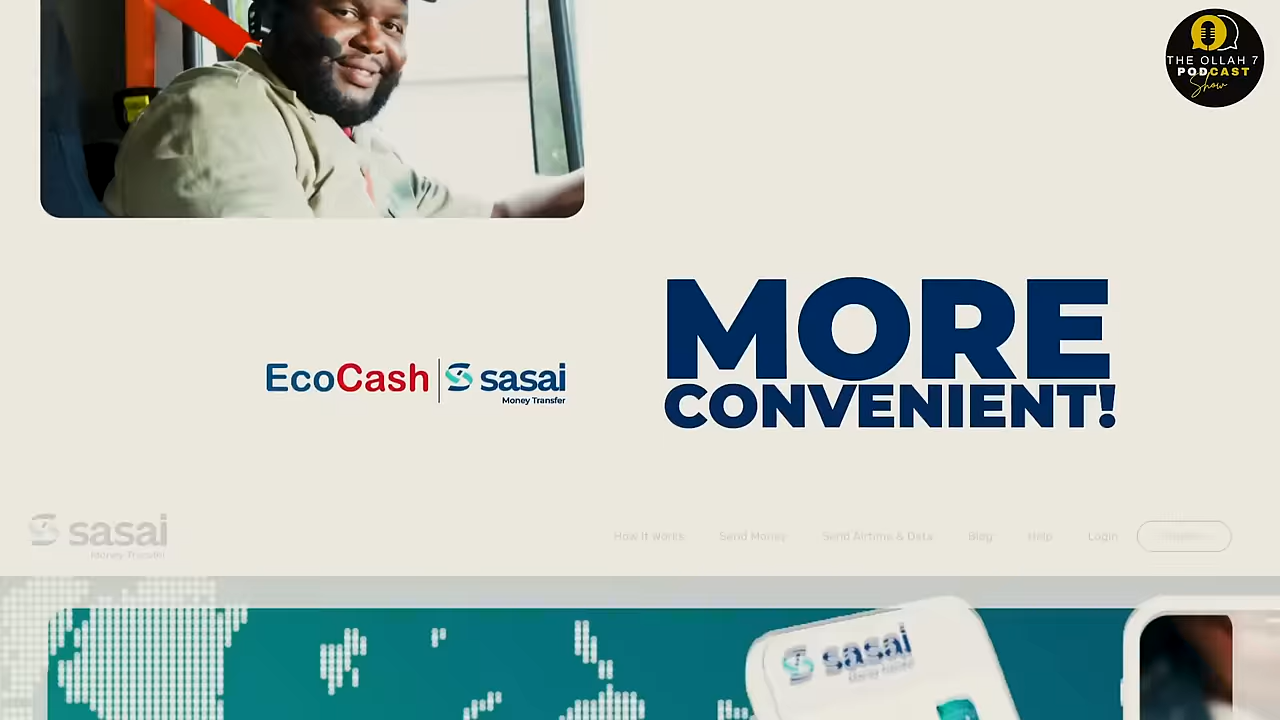 THE OLLAH 7
PODCAST
Show
MORE
CONVENIENT!
EcoCash
sasai
Money Transfer
sasai
Money Transfer
How it works
Send Money
Send Airtime & Data
Blog
Help
Login
sasai